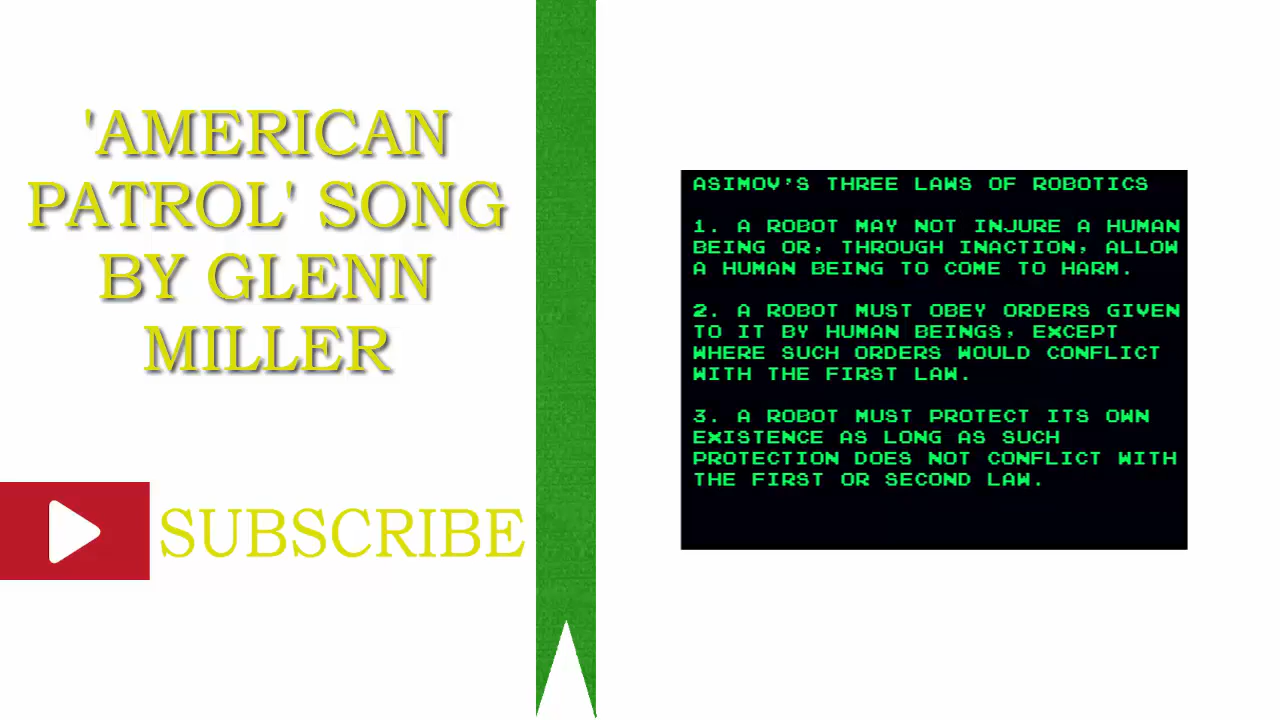 'AMERICAN
PATROL' SONG
BY GLENN
MILLER
SUBSCRIBE
ASIMOV'S THREE LAWS OF ROBOTICS
1. A ROBOT MAY NOT INJURE A HUMAN
BEING OR, THROUGH INACTION, ALLOW
A HUMAN BEING TO COME TO HARM.
2. A ROBOT MUST OBEY ORDERS GIVEN
TO IT BY HUMAN BEINGS, EXCEPT
WHERE SUCH ORDERS WOULD CONFLICT
WITH THE FIRST LAW.
3. A ROBOT MUST PROTECT ITS OWN
EXISTENCE AS LONG AS SUCH
PROTECTION DOES NOT CONFLICT WITH
THE FIRST OR SECOND LAW.